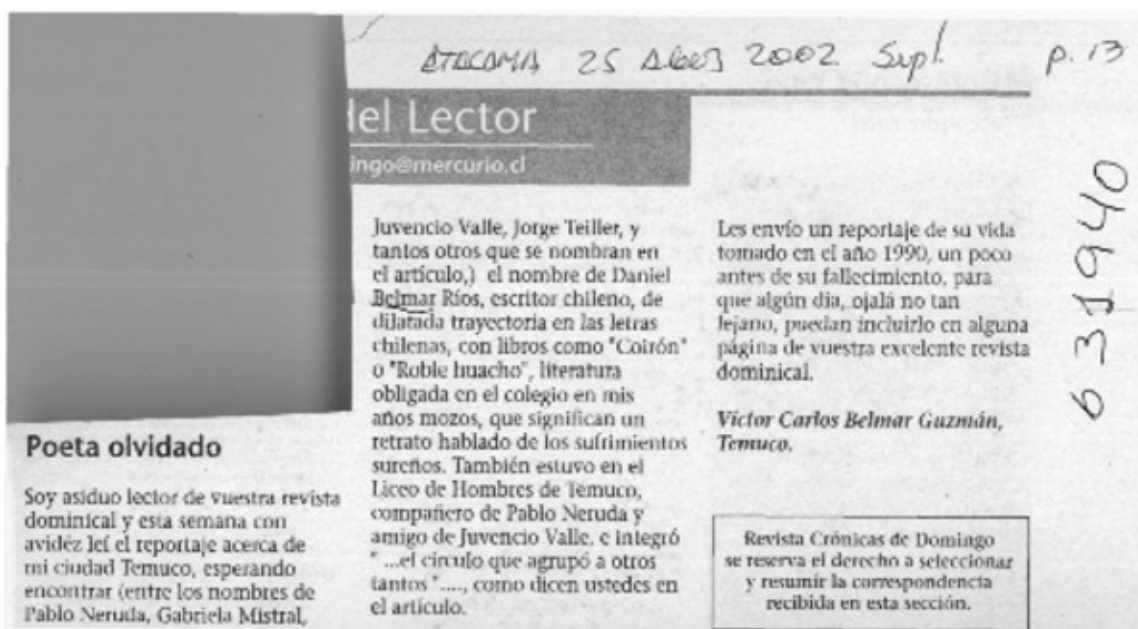 ATACAMA 25 2002 Supl. p. 13
del Lector
ingo@mercurio.cl
631940
Poeta olvidado
Soy asiduo lector de vuestra revista
dominical y esta semana con
avidéz leí el reportaje acerca de
mi ciudad Temuco, esperando
encontrar (entre los nombres de
Pablo Neruda, Gabriela Mistral,
Juvencio Valle, Jorge Teiller, y
tantos otros que se nombran en
el artículo,) el nombre de Daniel
Belmar Ríos, escritor chileno, de
dilatada trayectoria en las letras
chilenas, con libros como "Coirón"
o "Roble huacho", literatura
obligada en el colegio en mis
años mozos, que significan un
retrato hablado de los sufrimientos
sureños. También estuvo en el
Liceo de Hombres de Temuco,
compañero de Pablo Neruda y
amigo de Juvencio Valle, e integró
"...el círculo que agrupó a otros
tantos "...., como dicen ustedes en
el artículo.
Les envío un reportaje de su vida
tomado en el año 1990, un poco
antes de su fallecimiento, para
que algún día, ojalá no tan
lejano, puedan incluirlo en alguna
página de vuestra excelente revista
dominical.
Víctor Carlos Belmar Guzmán,
Temuco.
Revista Crónicas de Domingo
se reserva el derecho a seleccionar
y resumir la correspondencia
recibida en esta sección.